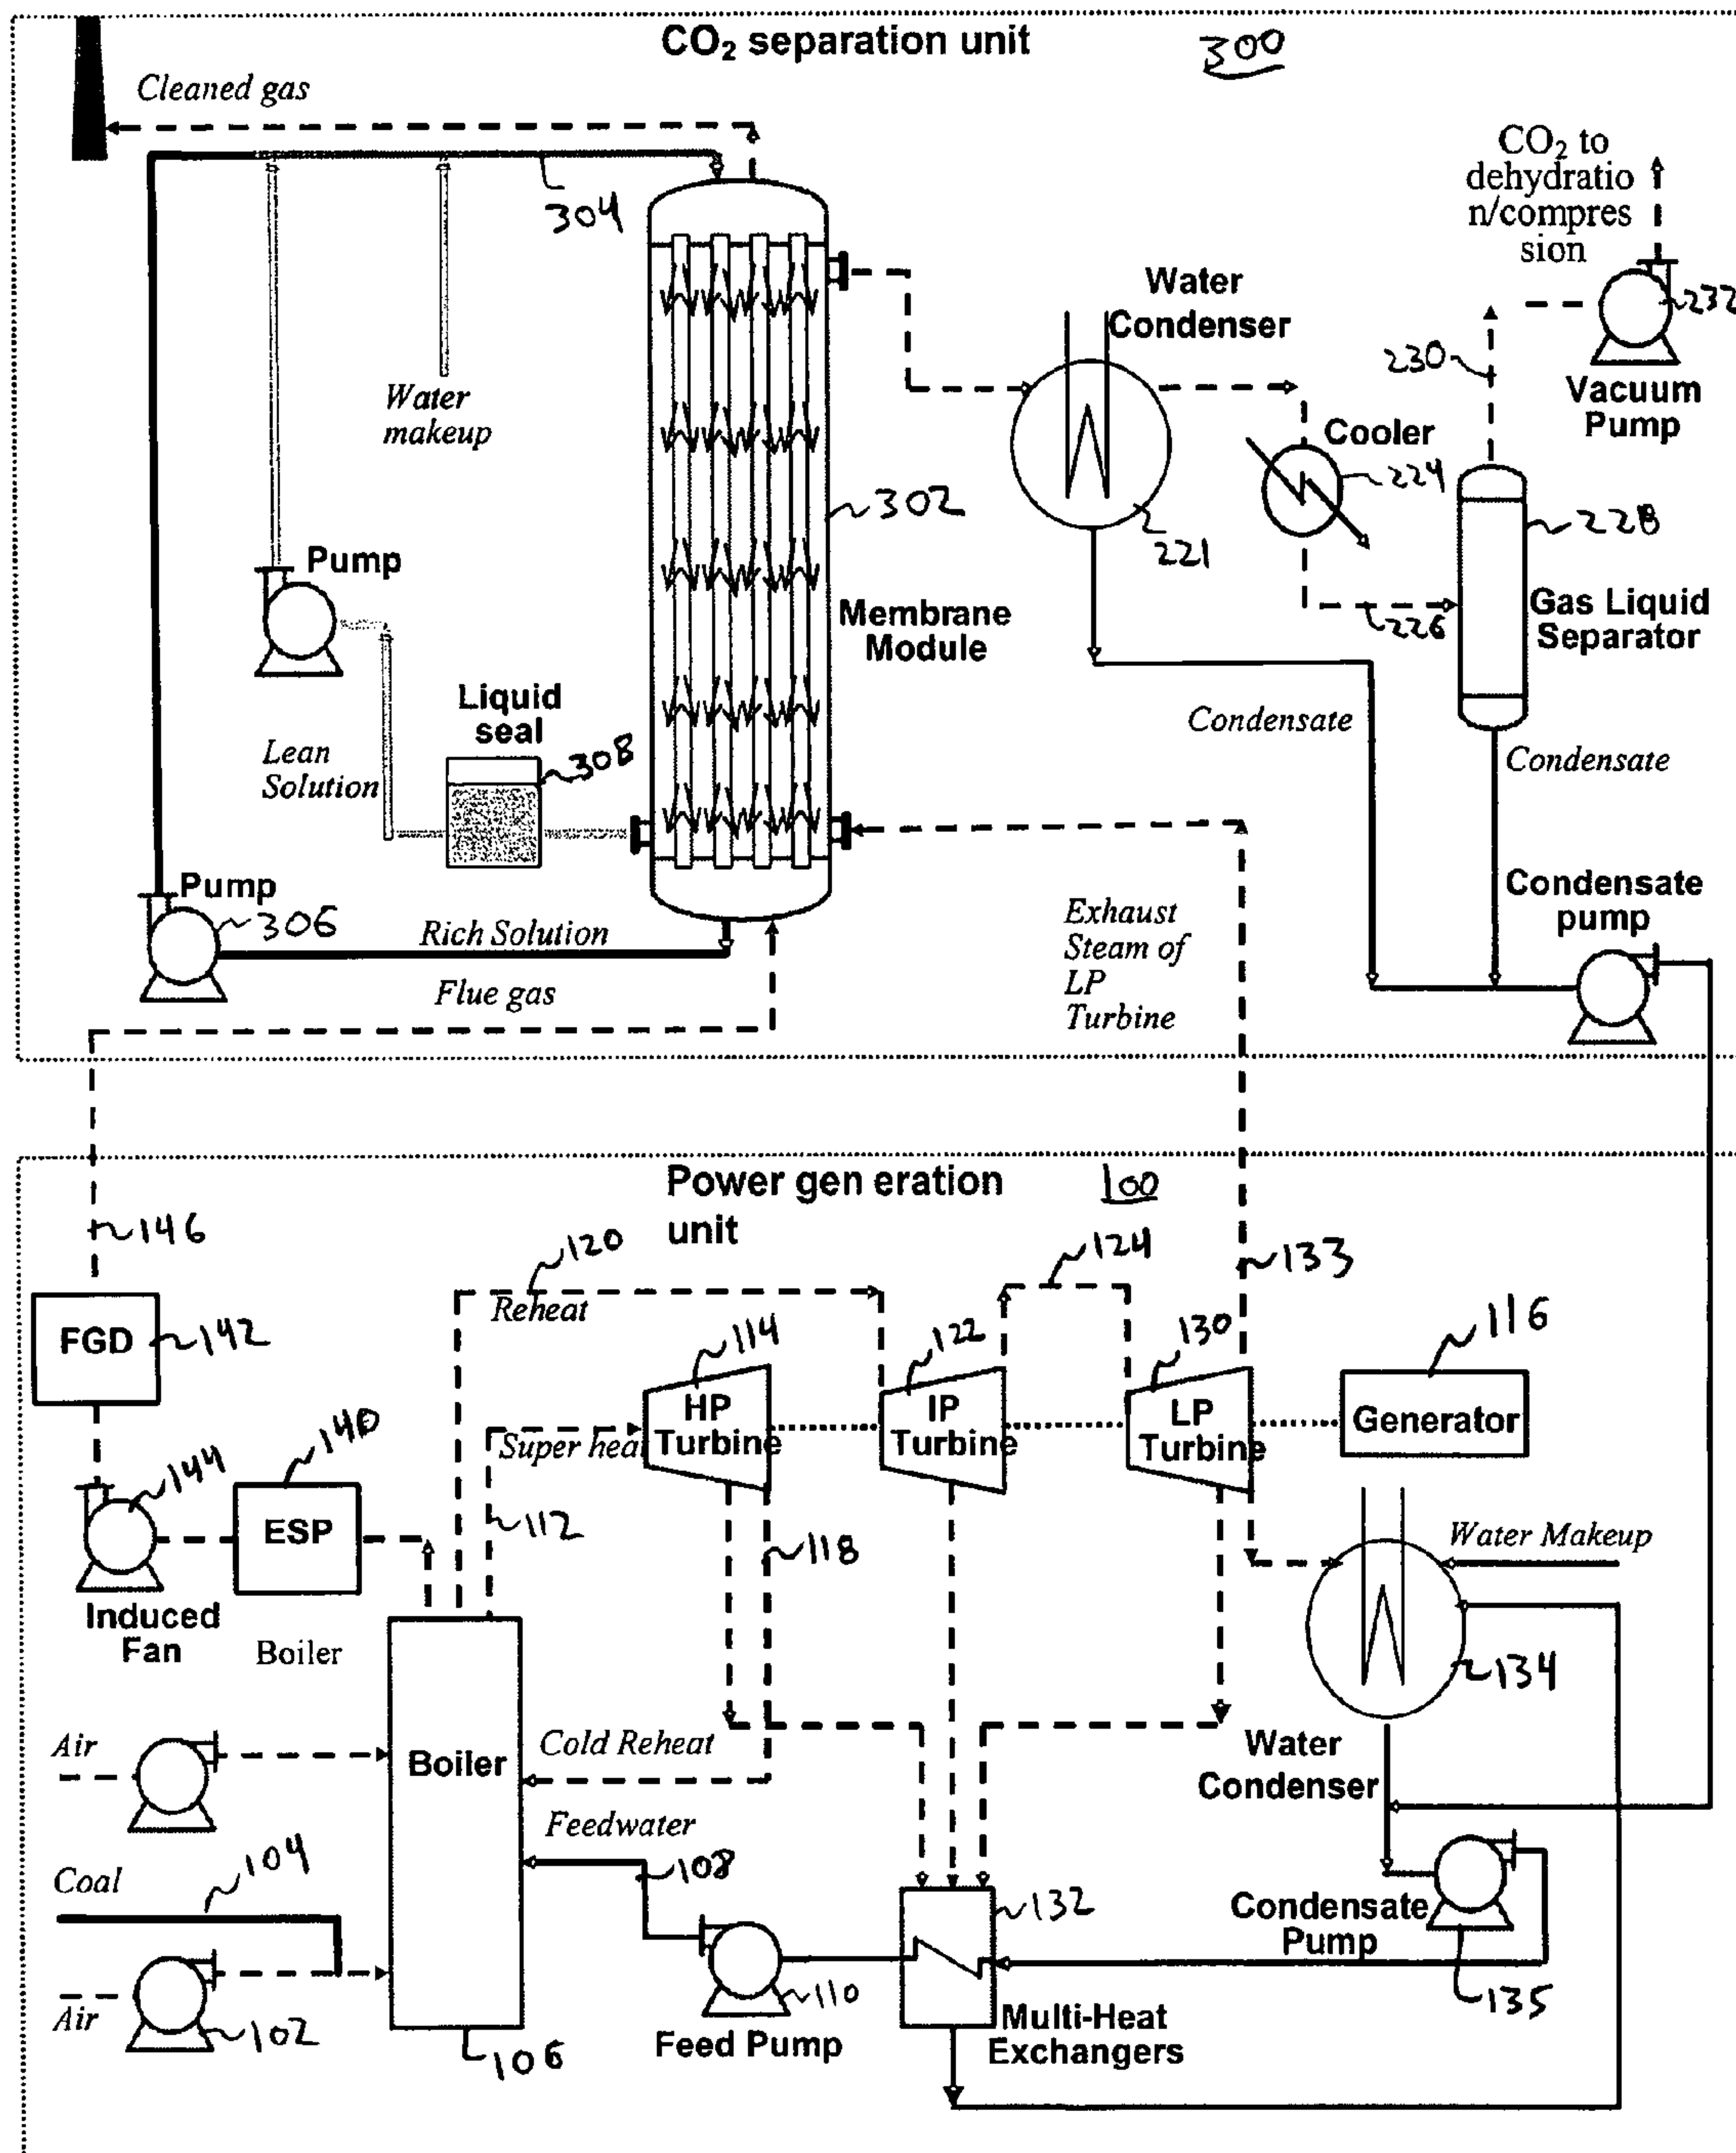 CO₂ separation unit
300
Cleaned gas
304
CO₂ to
dehydratio
n/compres
sion
232
Vacuum
Pump
Water
Condenser
230
Water
makeup
Cooler
224
302
221
228
Pump
Membrane
Module
226
Gas Liquid
Separator
Liquid
seal
308
Lean
Solution
Condensate
Condensate
Pump
306
Rich Solution
Flue gas
Exhaust
Steam of
LP
Turbine
Condensate
pump
Power gen eration
unit
100
146
120
124
133
Reheat
FGD
142
114
122
130
116
HP
Turbine
IP
Turbine
LP
Turbine
Generator
Super heat
144
140
ESP
112
118
Water Makeup
Induced
Fan
Boiler
134
Air
Boiler
Cold Reheat
Water
Condenser
Feedwater
108
Coal
104
132
Condensate
Pump
135
Air
102
106
110
Feed Pump
Multi-Heat
Exchangers